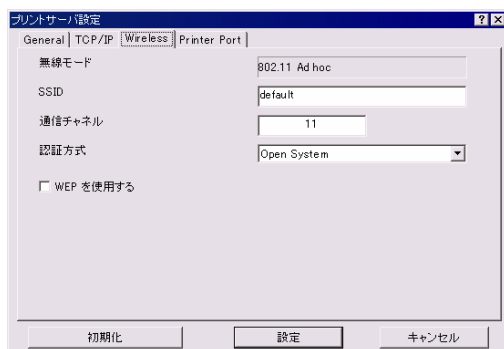 プリントサーバ設定
General TCP/IP Wireless Printer Port
無線モード 802.11 Ad hoc
SSID default
通信チャネル 11
認証方式 Open System
WEP を使用する
初期化 設定 キャンセル